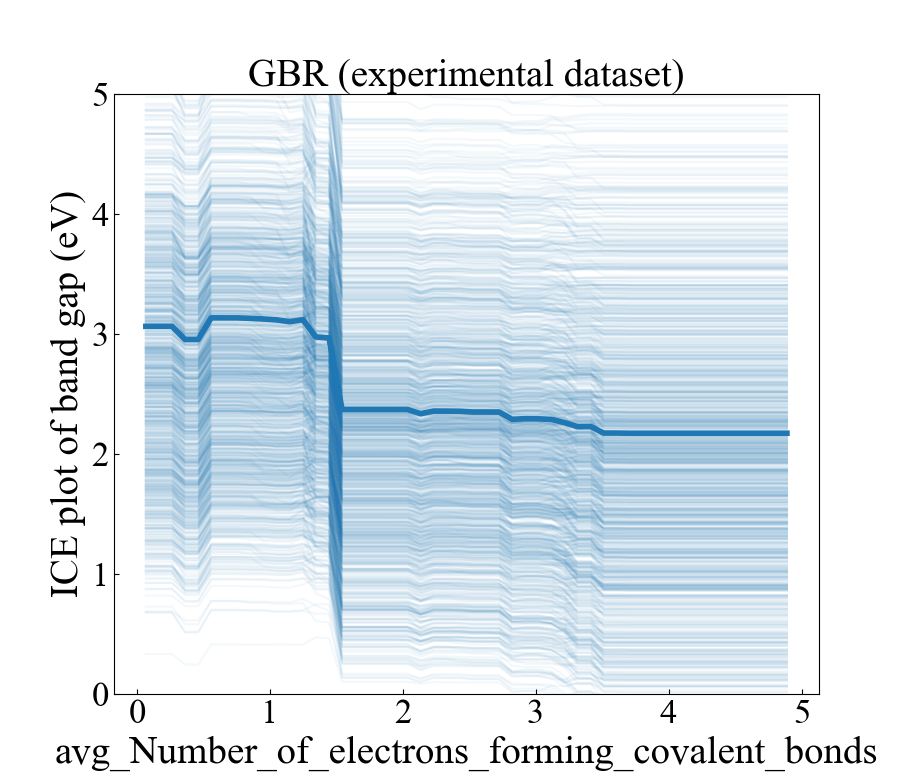 GBR (experimental dataset)
ICE plot of band gap (eV)
5
4
3
2
1
0
0 1 2 3 4 5
avg_Number_of_electrons_forming_covalent_bonds